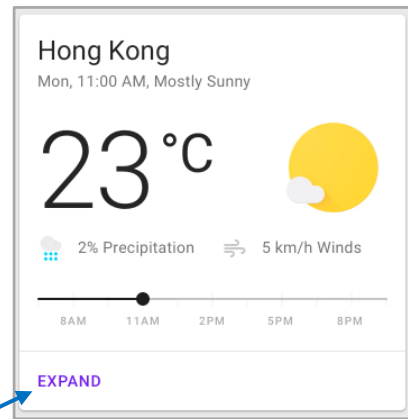 Hong Kong
Mon, 11:00 AM, Mostly Sunny
23°C
2% Precipitation 5 km/h Winds
8AM 11AM 2PM 5PM 8PM
EXPAND